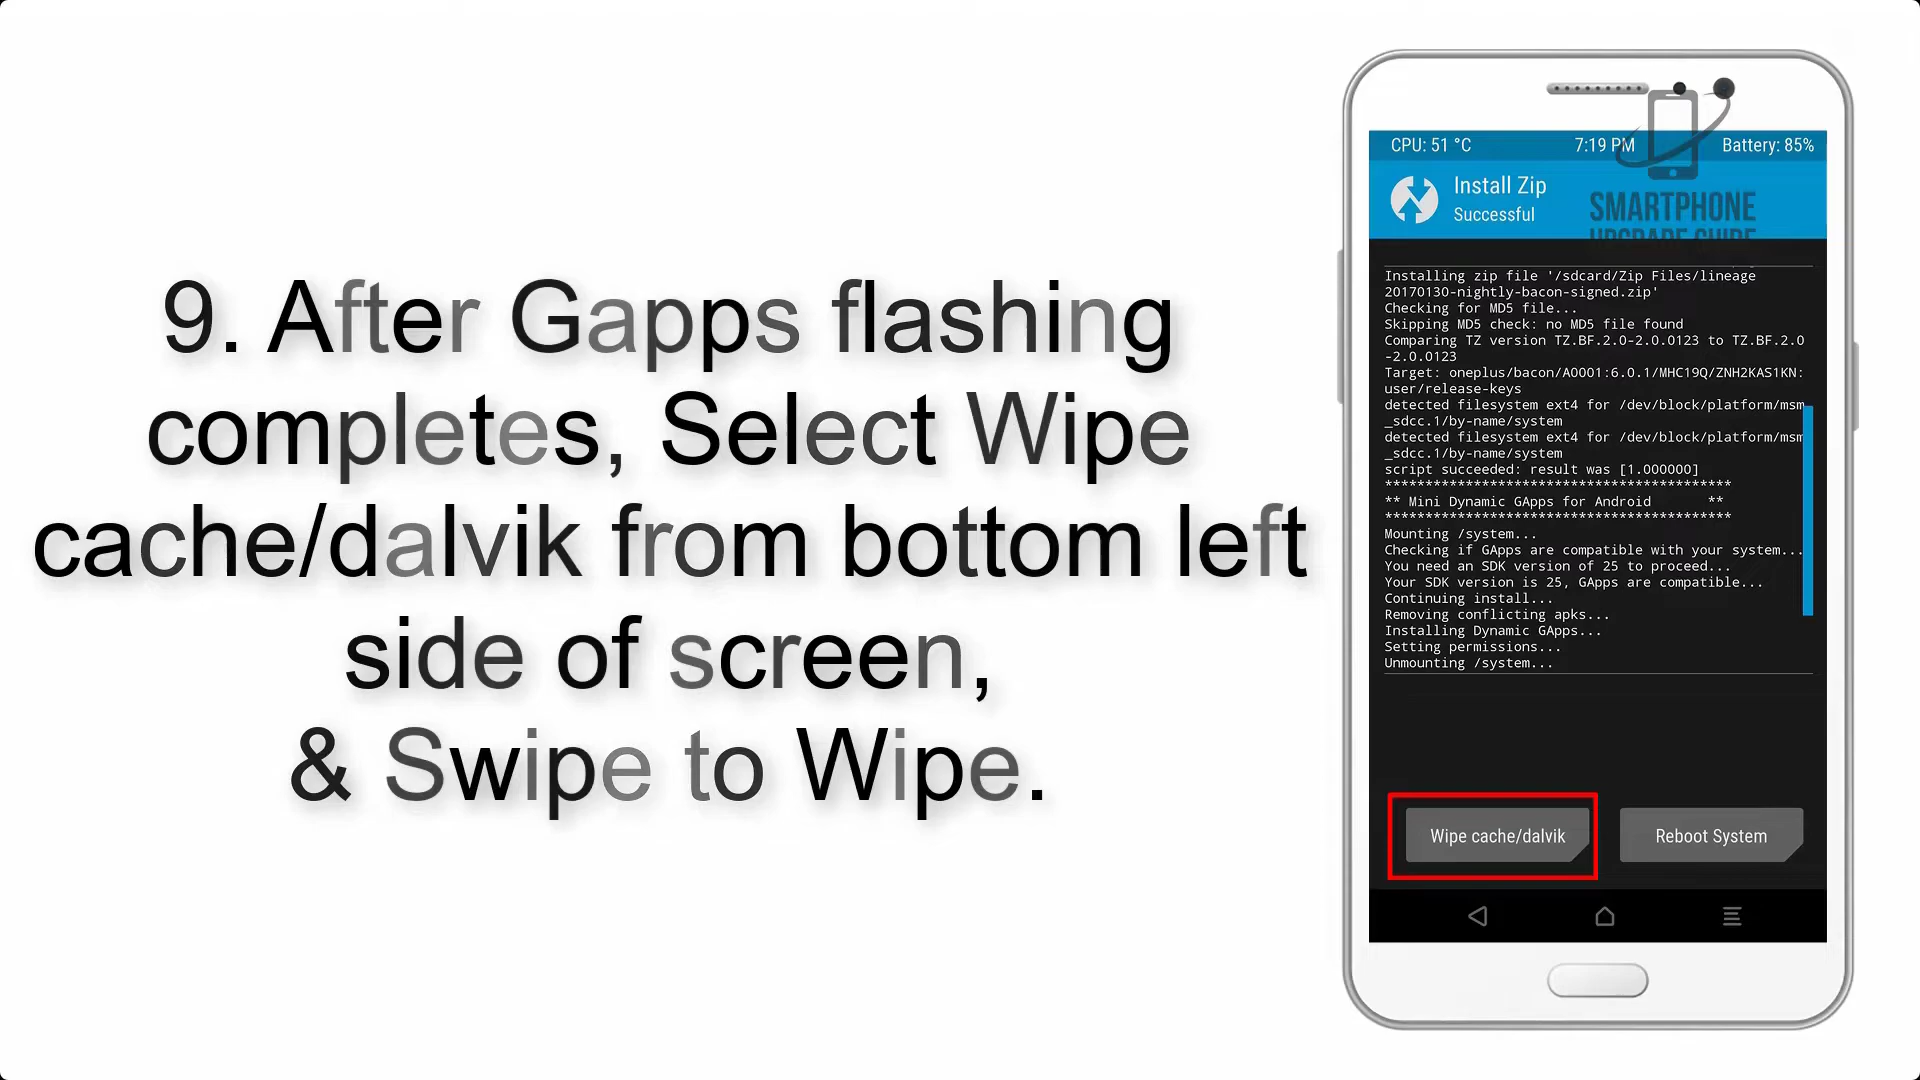 9. After Gapps flashing
completes, Select Wipe
cache/dalvik from bottom left
side of screen,
& Swipe to Wipe.
CPU: 51 °C 7:19 PM Battery: 85%
Install Zip
Successful
SMARTPHONE
UPGRADE GUIDE
Installing zip file '/sdcard/Zip Files/lineage
20170130-nightly-bacon-signed.zip'
Checking for MD5 file...
Skipping MD5 check: no MD5 file found
Comparing TZ version TZ.BF.2.0-2.0.0123 to TZ.BF.2.0
-2.0.0123
Target: oneplus/bacon/A0001:6.0.1/MHC19Q/ZNH2KAS1KN:
user/release-keys
detected filesystem ext4 for /dev/block/platform/msm
_sdcc.1/by-name/system
detected filesystem ext4 for /dev/block/platform/msm
_sdcc.1/by-name/system
script succeeded: result was [1.000000]
******************************************
** Mini Dynamic GApps for Android **
******************************************
Mounting /system...
Checking if GApps are compatible with your system...
You need an SDK version of 25 to proceed...
Your SDK version is 25, GApps are compatible...
Continuing install...
Removing conflicting apks...
Installing Dynamic GApps...
Setting permissions...
Unmounting /system...
Wipe cache/dalvik Reboot System